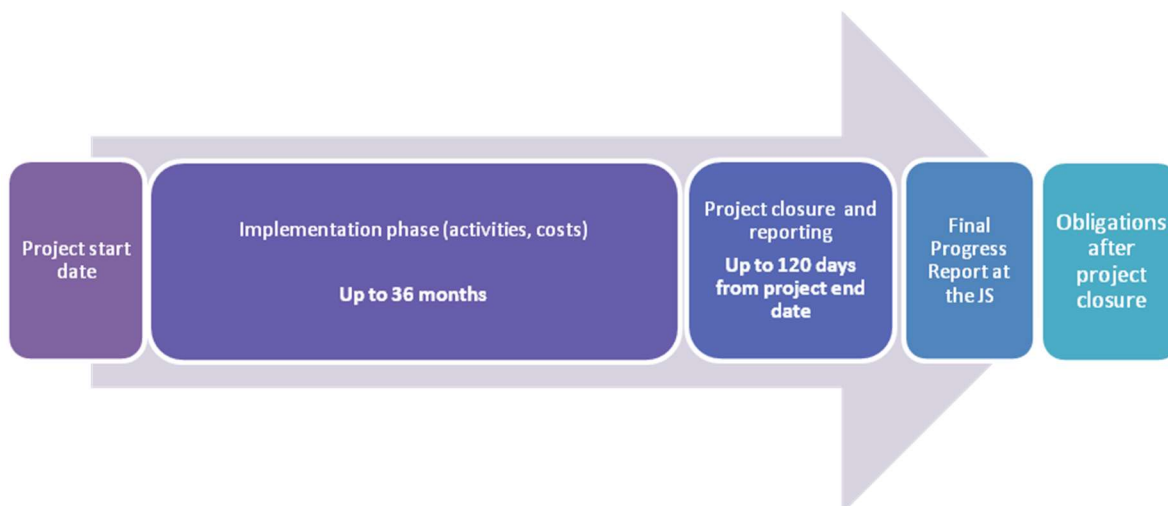 Project start
date
Implementation phase (activities, costs)
Up to 36 months
Project closure and
reporting
Up to 120 days
from project end
date
Final
Progress
Report at
the JS
Obligations
after
project
closure